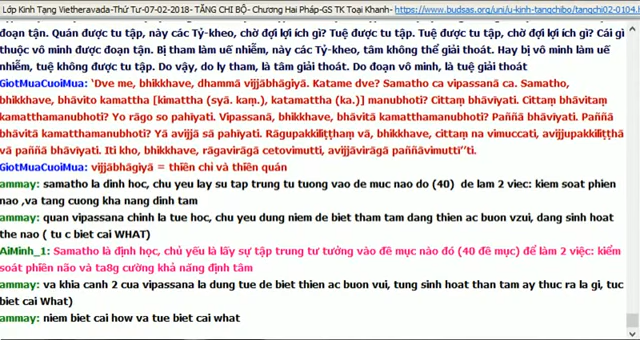 Lớp Kinh Tạng Vietheravada-Thứ Tư-07-02-2018- TĂNG CHI BỘ- Chương Hai Pháp-GS TK Toại Khanh- https://www.budsas.org/uni/u-kinh-tangchibo/tangchi02-0104.h
đoạn tận. Quán được tu tập, này các Tỷ-kheo, chờ đợi lợi ích gì? Tuệ được tu tập. Tuệ được tu tập, chờ đợi lợi ích gì? Cái gì
thuộc vô minh được đoạn tận. Bị tham làm uế nhiễm, này các Tỷ-kheo, tâm không thể giải thoát. Hay bị vô minh làm uế
nhiễm, tuệ không được tu tập. Do vậy, do ly tham, là tâm giải thoát. Do đoạn vô minh, là tuệ giải thoát
GiotMuaCuoiMua: ‘Dve me, bhikkhave, dhammā vijjābhāgiyā. Katame dve? Samatho ca vipassanā ca. Samatho,
bhikkhave, bhāvito kamattha [kimattha (syā. kaṃ.), katamattha (ka.)] manubhoti? Cittaṃ bhāvīyati. Cittaṃ bhāvitaṃ
kamatthamanubhoti? Yo rāgo so pahīyati. Vipassanā, bhikkhave, bhāvitā kamatthamanubhoti? Paññā bhāvīyati. Paññā
bhāvitā kamatthamanubhoti? Yā avijjā sā pahīyati. Rāgupakkiliṭṭhaṃ vā, bhikkhave, cittaṃ na vimuccati, avijjupakkiliṭṭhā
vā paññā bhāvīyati. Iti kho, bhikkhave, rāgavirāgā cetovimutti, avijjāvirāgā paññāvimutti’’ti.
GiotMuaCuoiMua: vijjābhāgiyā = thiền chỉ và thiền quán
ammay: samatho la dinh hoc, chu yeu lay su tap trung tu tuong vao de muc nao do (40) de lam 2 viec: kiem soat phien
nao ,va tang cuong kha nang dinh tam
ammay: quan vipassana chinh la tue hoc, chu yeu dung niem de biet tham tam dang thien ac buon vzui, dang sinh hoat
the nao ( tu c biet cai WHAT)
AiMinh_1: Samatho là định học, chủ yếu là lấy sự tập trung tư tưởng vào đề mục nào đó (40 đề mục) để làm 2 việc: kiểm
soát phiền não và ta8g cường khả năng định tâm
ammay: va khia canh 2 cua vipassana la dung tue de biet thien ac buon vui, tung sinh hoat than tam ay thuc ra la gi, tuc
biet cai What)
ammay: niem biet cai how va tue biet cai what